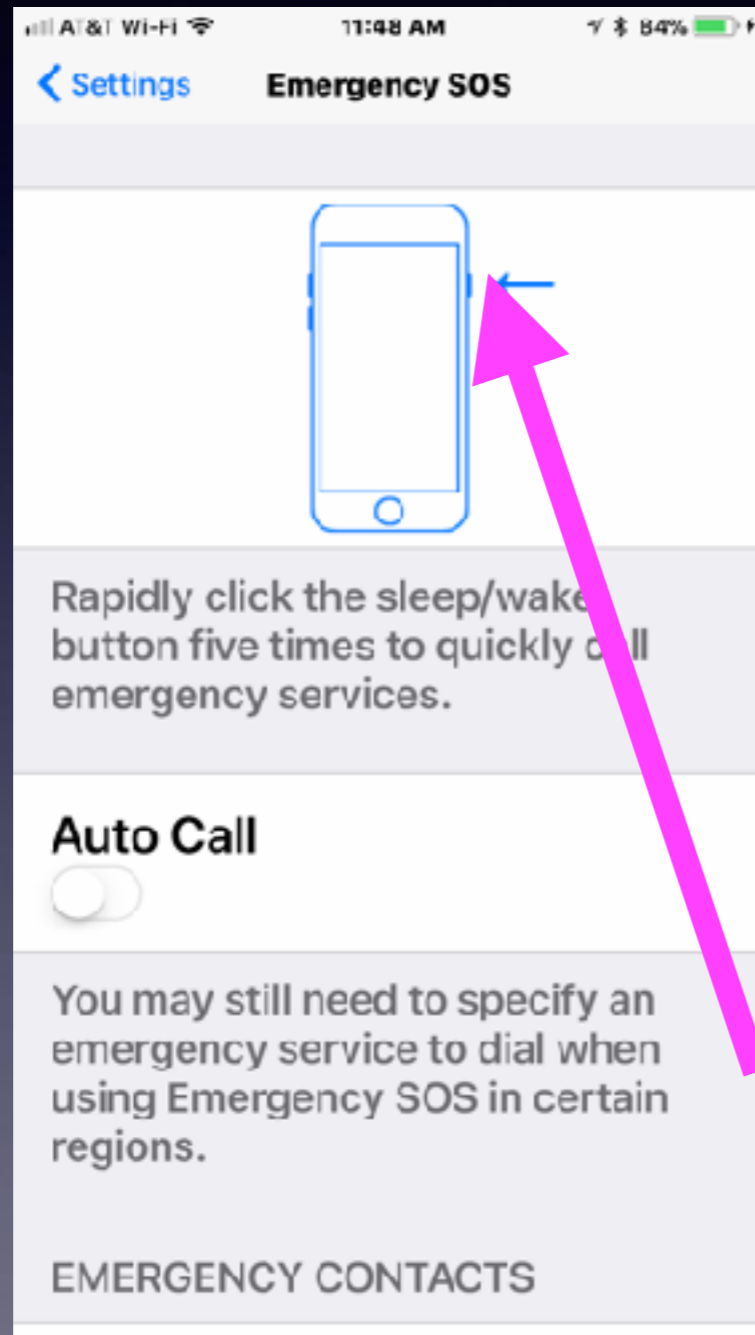 AT&T Wi-Fi 11:48 AM 84%
Settings Emergency SOS
Rapidly click the sleep/wake
button five times to quickly call
emergency services.
Auto Call
You may still need to specify an
emergency service to dial when
using Emergency SOS in certain
regions.
EMERGENCY CONTACTS